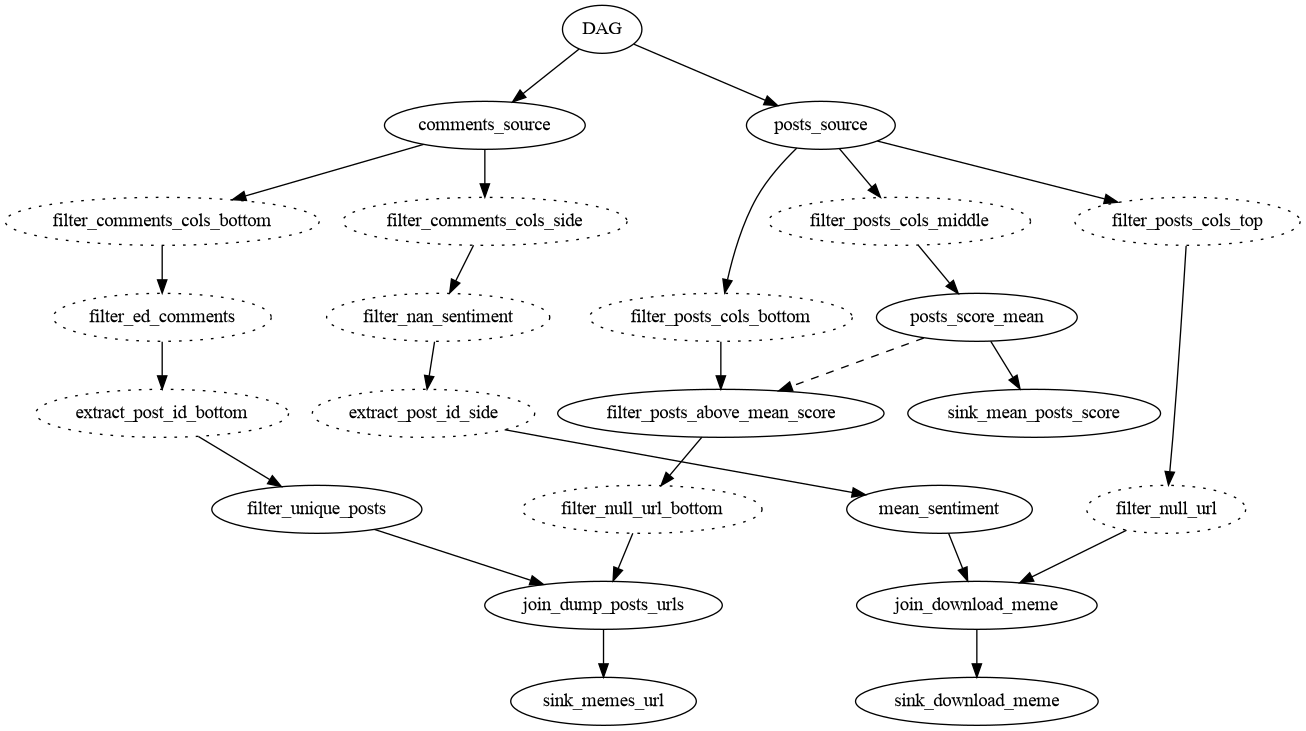 DAG
comments_source
posts_source
filter_comments_cols_bottom
filter_comments_cols_side
filter_posts_cols_middle
filter_posts_cols_top
filter_ed_comments
filter_nan_sentiment
filter_posts_cols_bottom
posts_score_mean
extract_post_id_bottom
extract_post_id_side
filter_posts_above_mean_score
sink_mean_posts_score
filter_unique_posts
filter_null_url_bottom
mean_sentiment
filter_null_url
join_dump_posts_urls
join_download_meme
sink_memes_url
sink_download_meme